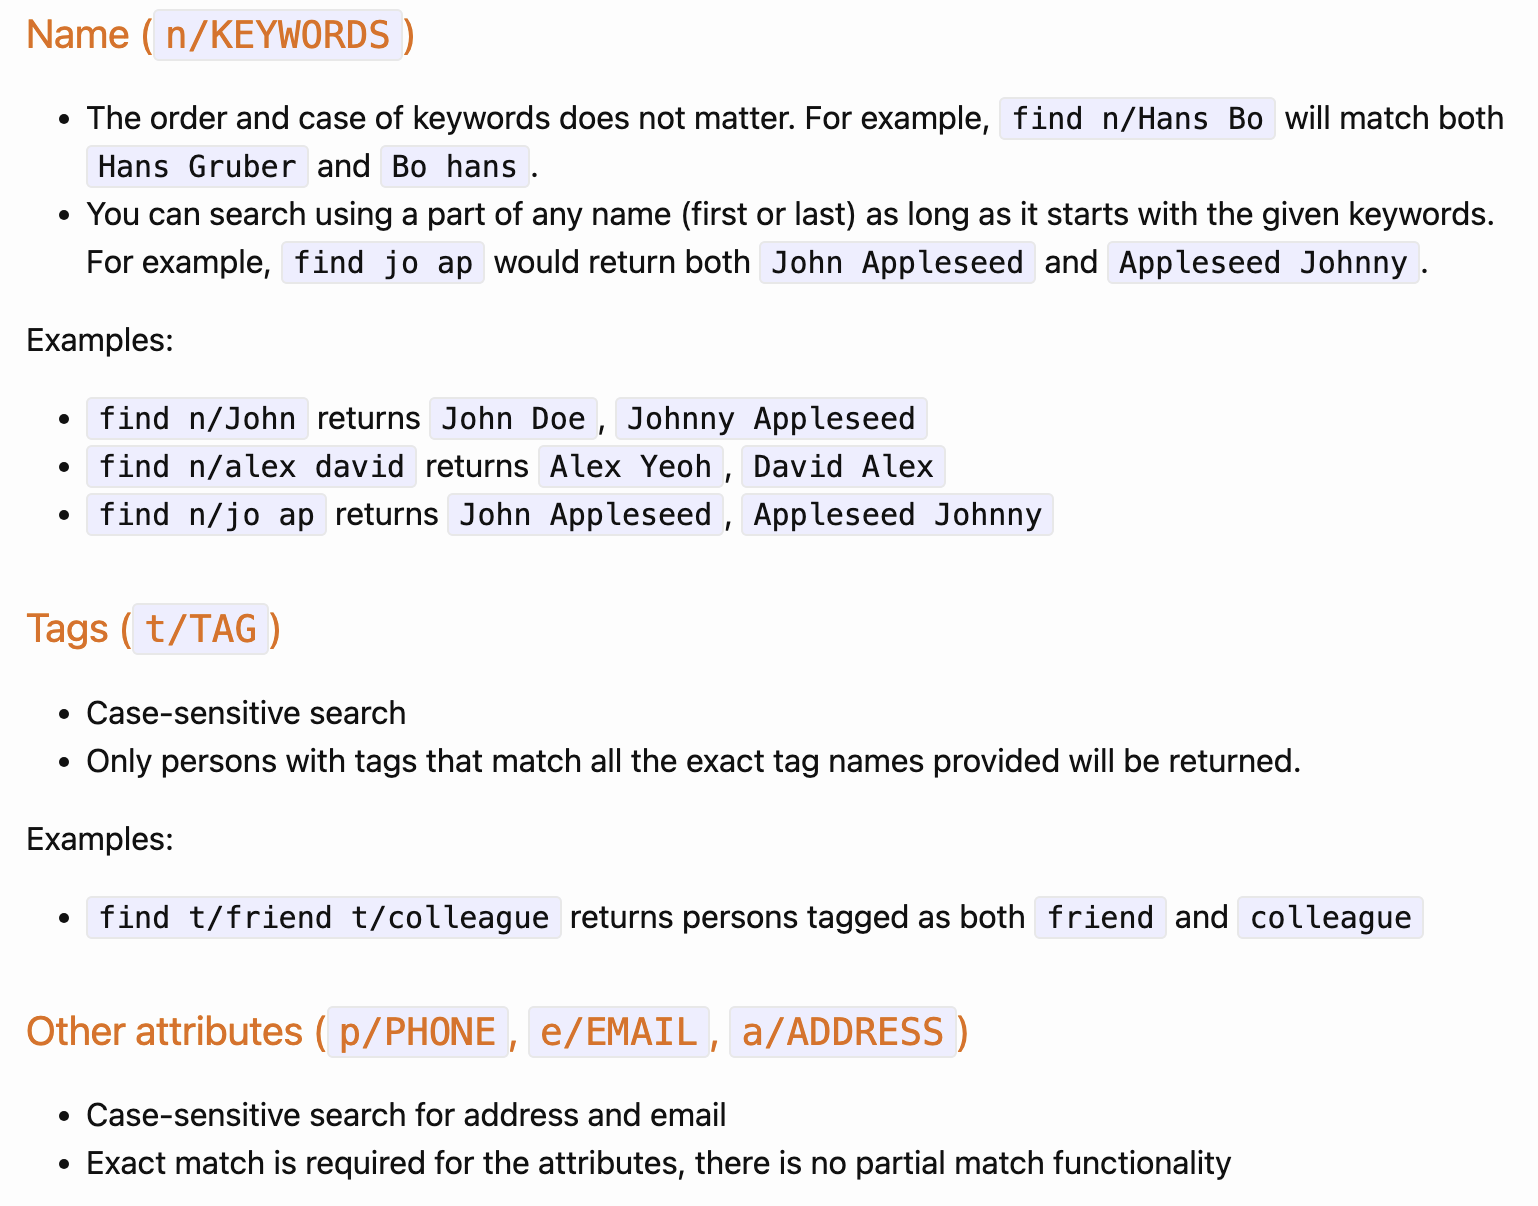 Name (n/KEYWORDS)
• The order and case of keywords does not matter. For example, find n/Hans Bo will match both
Hans Gruber and Bo hans.
• You can search using a part of any name (first or last) as long as it starts with the given keywords.
For example, find jo ap would return both John Appleseed and Appleseed Johnny.
Examples:
• find n/John returns John Doe, Johnny Appleseed
• find n/alex david returns Alex Yeoh, David Alex
• find n/jo ap returns John Appleseed, Appleseed Johnny
Tags (t/TAG)
• Case-sensitive search
• Only persons with tags that match all the exact tag names provided will be returned.
Examples:
• find t/friend t/colleague returns persons tagged as both friend and colleague
Other attributes (p/PHONE, e/EMAIL, a/ADDRESS)
• Case-sensitive search for address and email
• Exact match is required for the attributes, there is no partial match functionality